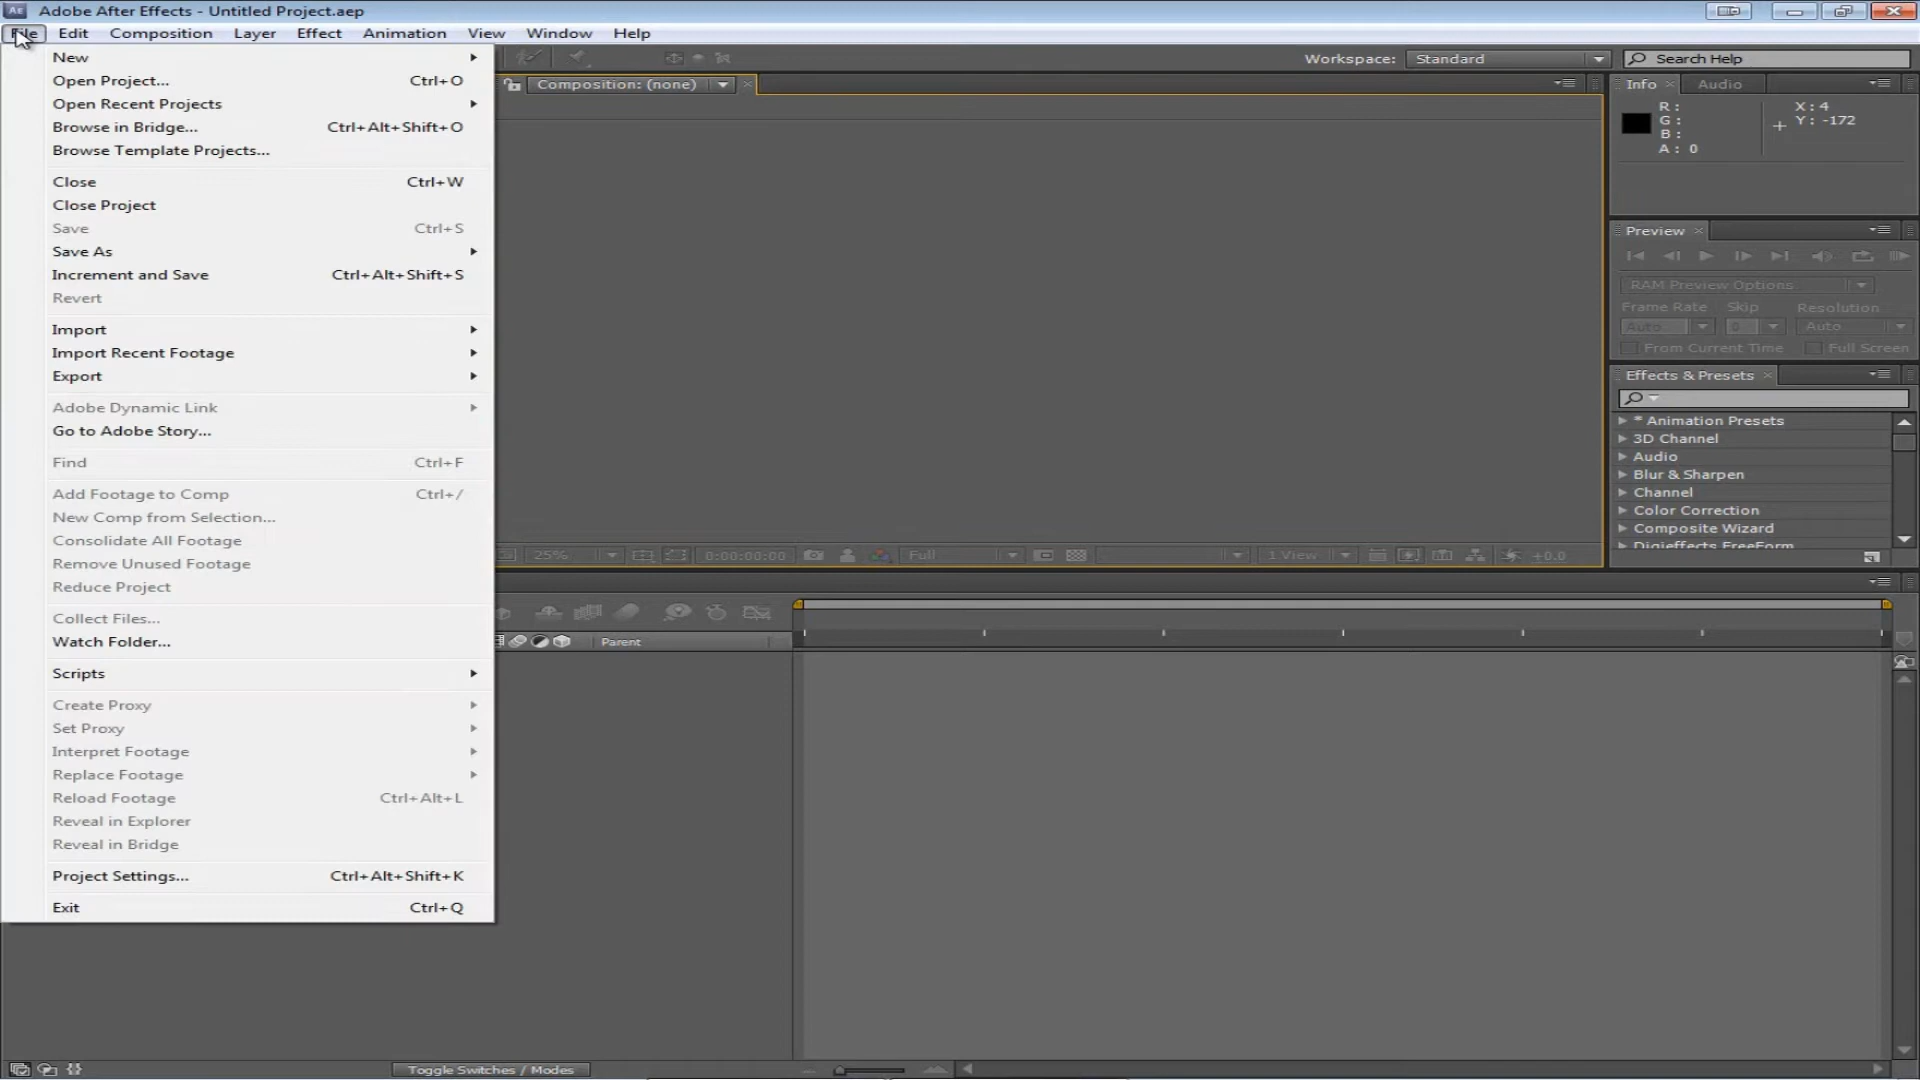 Ae Adobe After Effects - Untitled Project.aep
File Edit Composition Layer Effect Animation View Window Help
Workspace: Standard Search Help
New
Open Project... Ctrl+O
Open Recent Projects
Browse in Bridge... Ctrl+Alt+Shift+O
Browse Template Projects...
Close Ctrl+W
Close Project
Save Ctrl+S
Save As
Increment and Save Ctrl+Alt+Shift+S
Revert
Import
Import Recent Footage
Export
Adobe Dynamic Link
Go to Adobe Story...
Find Ctrl+F
Add Footage to Comp Ctrl+/
New Comp from Selection...
Consolidate All Footage
Remove Unused Footage
Reduce Project
Collect Files...
Watch Folder...
Scripts
Create Proxy
Set Proxy
Interpret Footage
Replace Footage
Reload Footage Ctrl+Alt+L
Reveal in Explorer
Reveal in Bridge
Project Settings... Ctrl+Alt+Shift+K
Exit Ctrl+Q
Composition: (none)
25% 0:00:00:00 Full 1 View +0.0
Info Audio
R: X: 4
G: Y: -172
B:
A: 0
Preview
RAM Preview Options
Frame Rate Skip Resolution
Auto 0 Auto
From Current Time Full Screen
Effects & Presets
* Animation Presets
3D Channel
Audio
Blur & Sharpen
Channel
Color Correction
Composite Wizard
Digieffects FreeForm
Parent
Toggle Switches / Modes